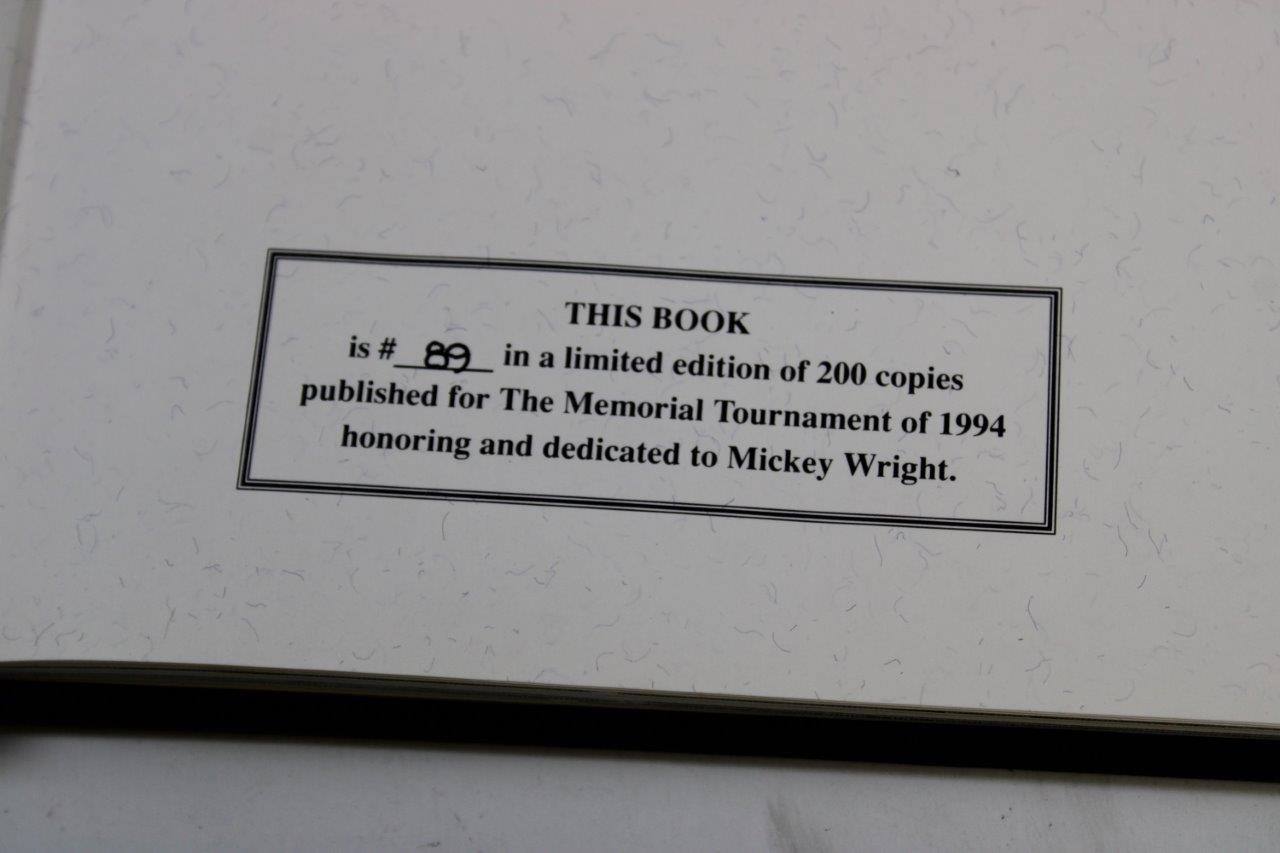 THIS BOOK
is # 89 in a limited edition of 200 copies
published for The Memorial Tournament of 1994
honoring and dedicated to Mickey Wright.